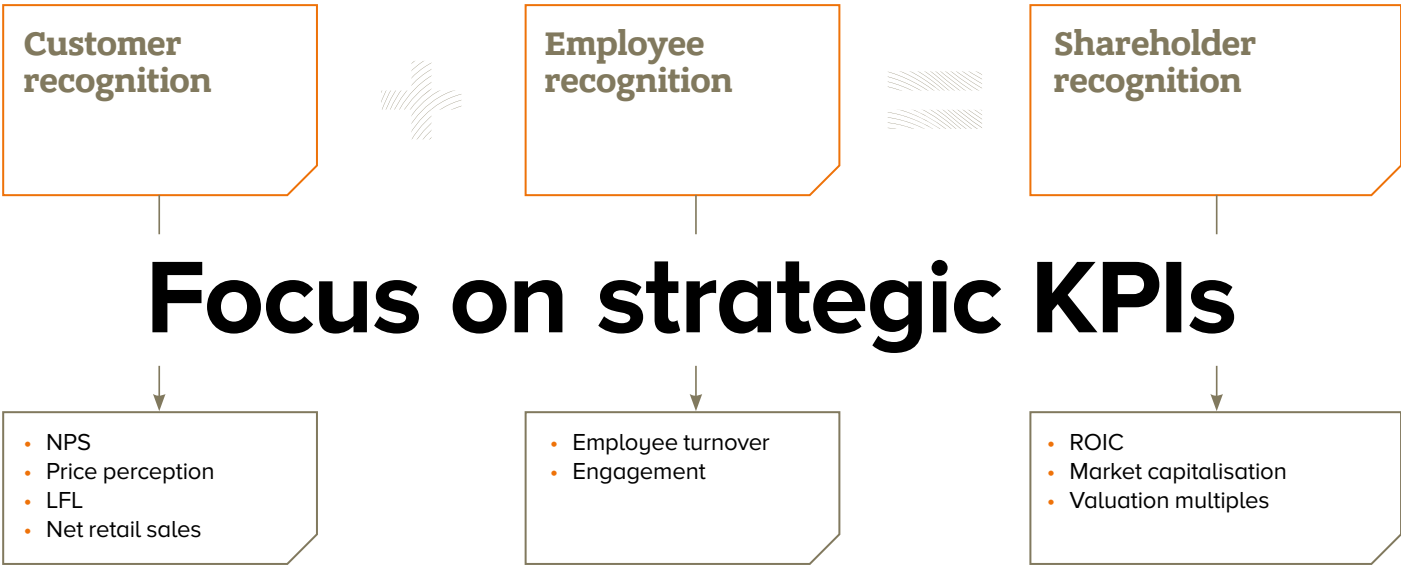 Customer
recognition
+
Employee
recognition
=
Shareholder
recognition
Focus on strategic KPIs
• NPS
• Price perception
• LFL
• Net retail sales
• Employee turnover
• Engagement
• ROIC
• Market capitalisation
• Valuation multiples